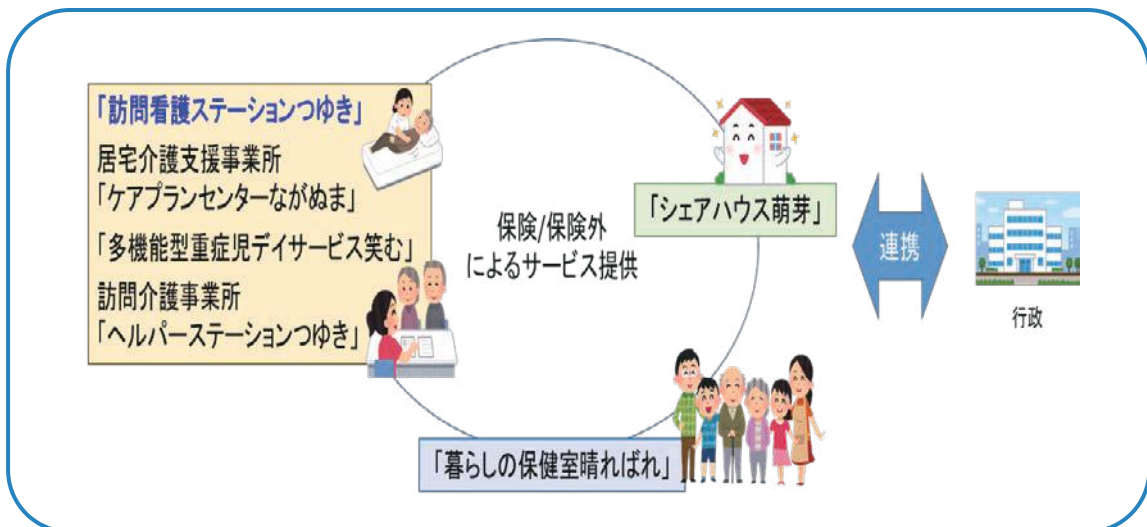 「訪問看護ステーションつゆき」
居宅介護支援事業所
「ケアプランセンターながぬま」
「多機能型重症児デイサービス笑む」
訪問介護事業所
「ヘルパーステーションつゆき」
保険/保険外
によるサービス提供
「シェアハウス萌芽」
連携
行政
「暮らしの保健室晴ればれ」